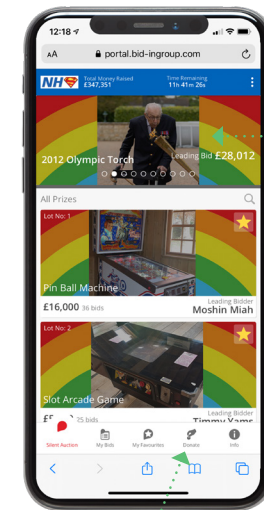 12:18
AA portal.bid-ingroup.com
NHS
Total Money Raised
£347,351
Time Remaining
11h 41m 26s
2012 Olympic Torch
Leading Bid £28,012
All Prizes
Lot No: 1
Pin Ball Machine
£16,000 36 bids
Leading Bidder
Moshin Miah
Lot No: 2
Slot Arcade Game
25 bids
Leading Bidder
Timmy Yams
Silent Auction
My Bids
My Favourites
Donate
Info